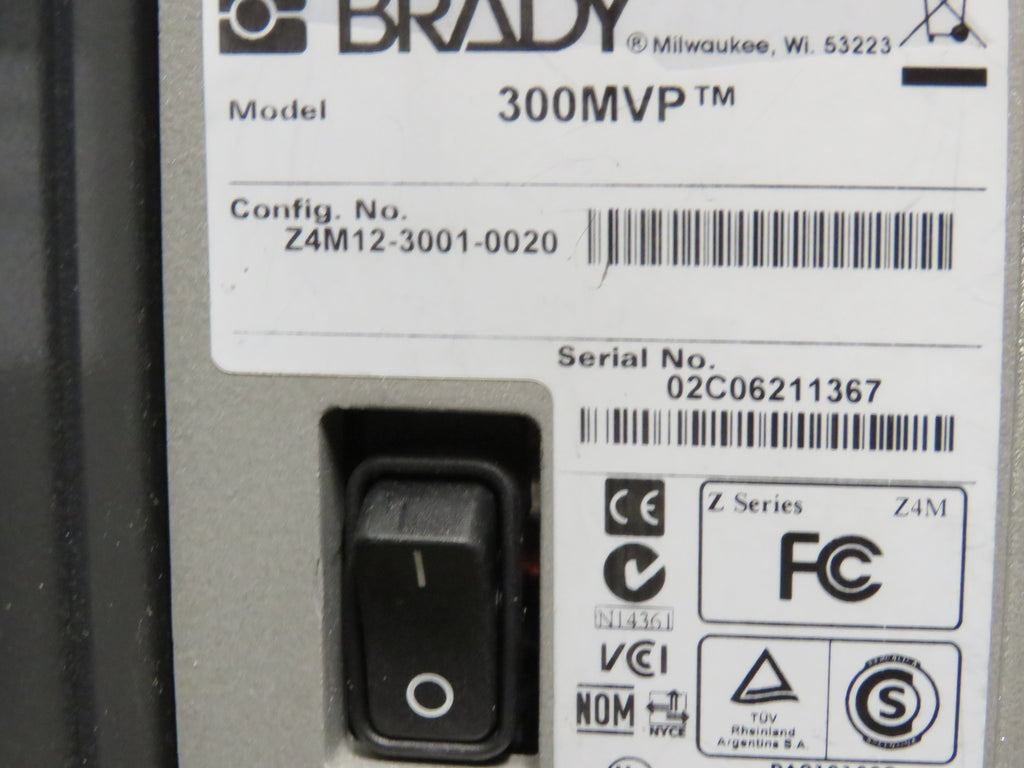 BRADY
® Milwaukee, Wi. 53223
Model 300MVP™
Config. No.
Z4M12-3001-0020
Serial No.
02C06211367
CE
Z Series Z4M
FC
N14361
VCI
NOM
NYCE
TÜV
Rheinland
Argentina S.A.
S